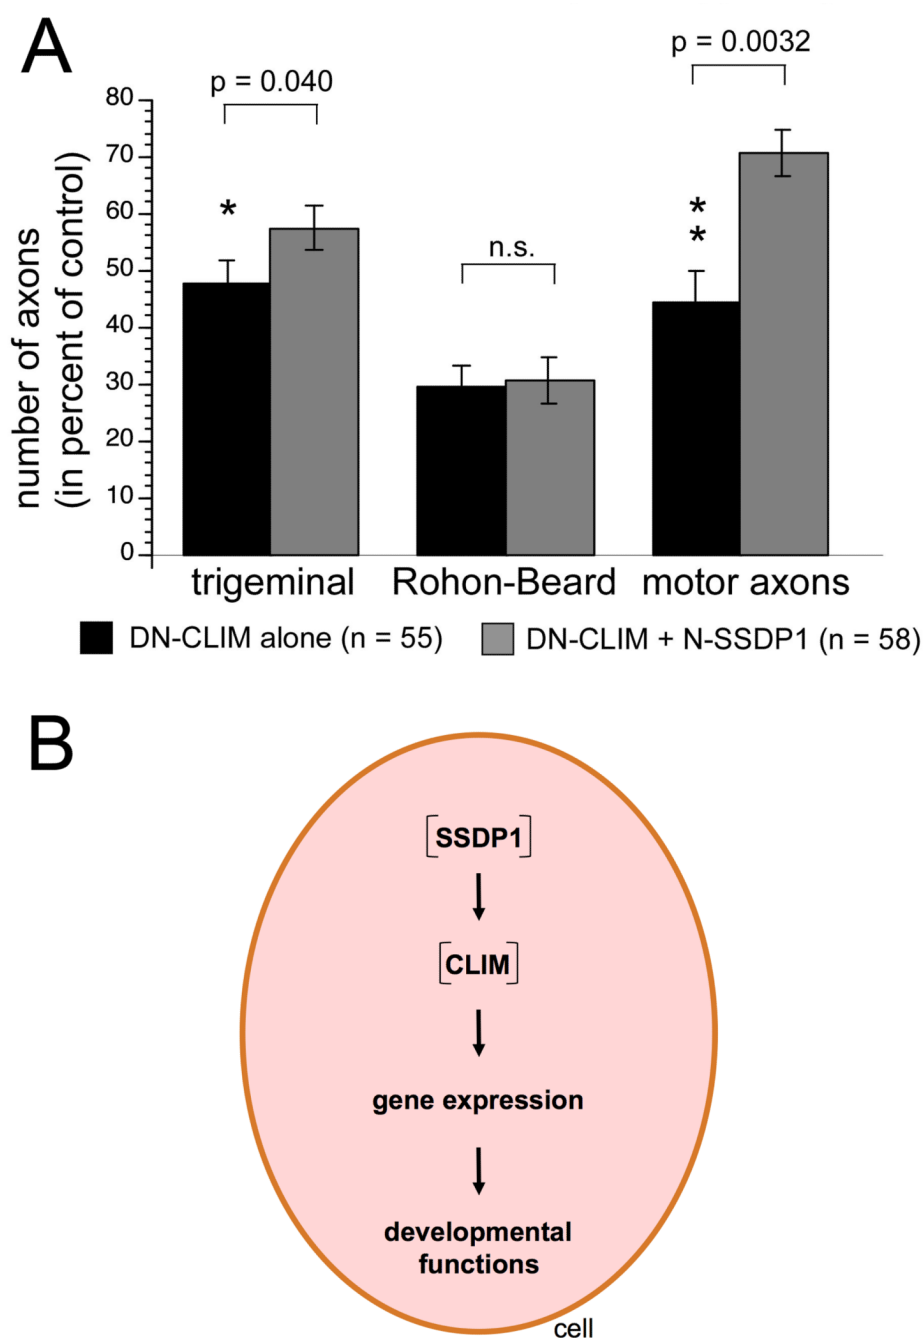 A
p = 0.040
p = 0.0032
n.s.
*
*
*
number of axons
(in percent of control)
80
70
60
50
40
30
20
10
0
trigeminal
Rohon-Beard
motor axons
DN-CLIM alone (n = 55)
DN-CLIM + N-SSDP1 (n = 58)
B
[SSDP1]
[CLIM]
gene expression
developmental
functions
cell